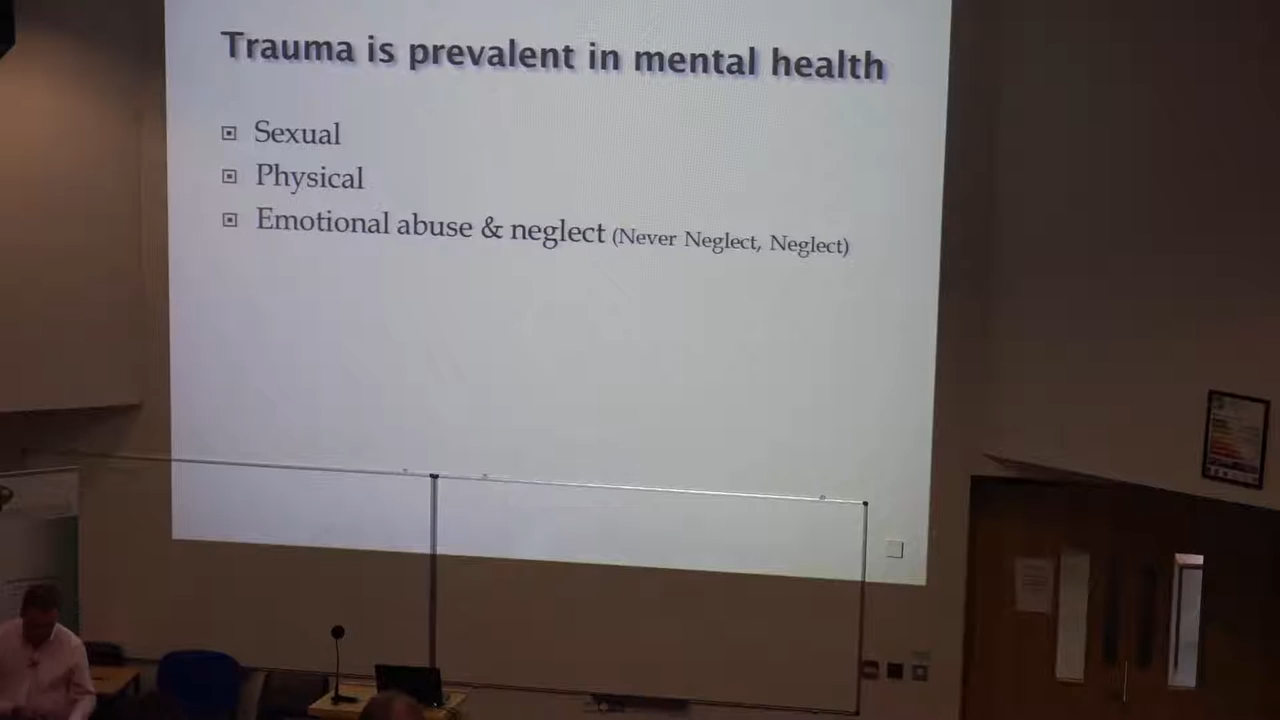 Trauma is prevalent in mental health
Sexual
Physical
Emotional abuse & neglect (Never Neglect, Neglect)